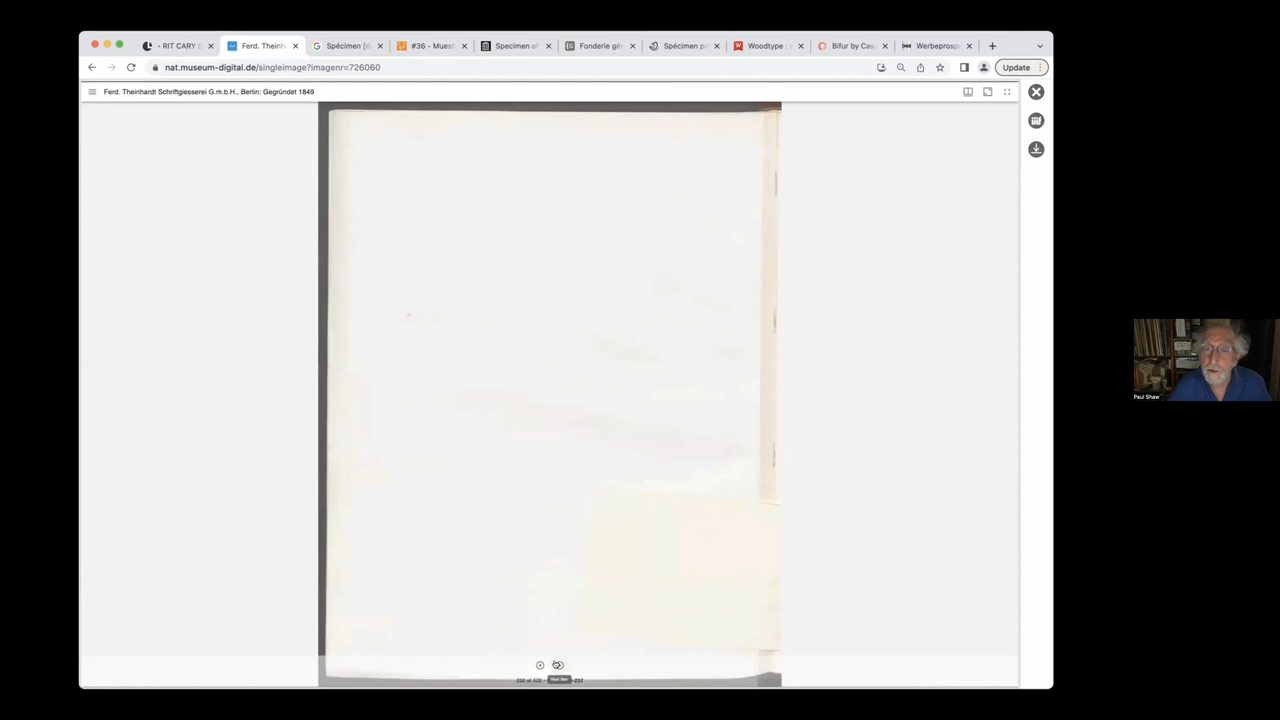 - RIT CARY C
Ferd. Theinh
Spécimen [d
#36 - Muest
Specimen of
Fonderie gé
Spécimen p
Woodtype :
Bifur by Cas
Werbeprosp
nat.museum-digital.de/singleimage?imagenr=726060
Update
Ferd. Theinhardt Schriftgiesserei G.m.b.H., Berlin: Gegründet 1849
Paul Shaw